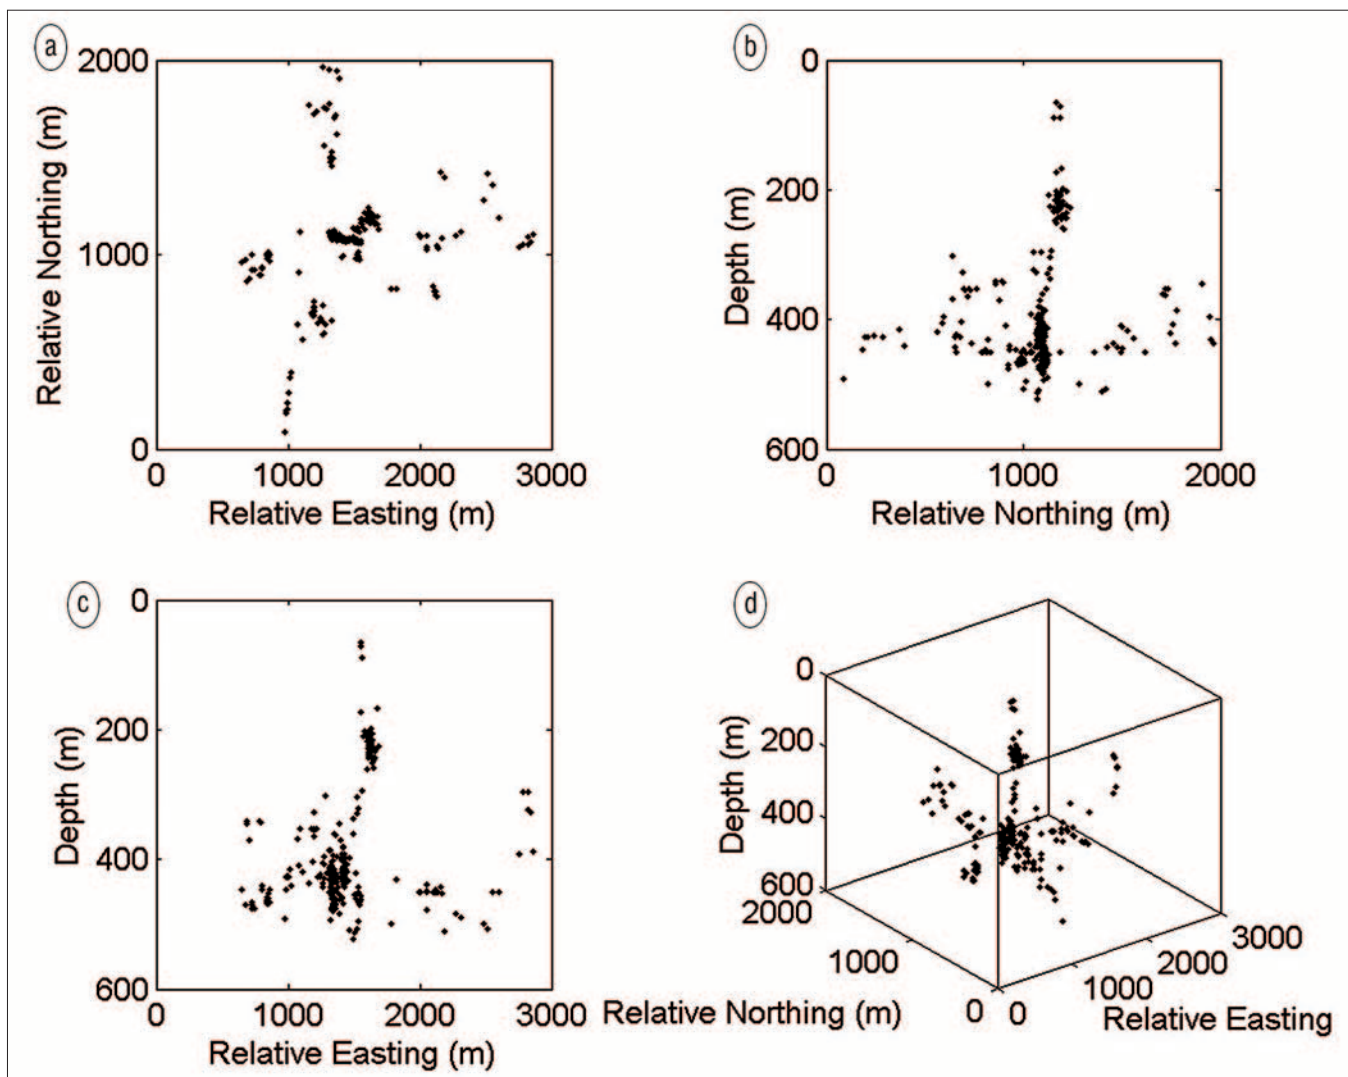 a
2000
1000
0
0 1000 2000 3000
Relative Northing (m)
Relative Easting (m)
b
0
200
400
600
0 1000 2000
Depth (m)
Relative Northing (m)
c
0
200
400
600
0 1000 2000 3000
Depth (m)
Relative Easting (m)
d
0
200
400
600
2000
1000
0
0
1000
2000
3000
Depth (m)
Relative Northing (m)
Relative Easting